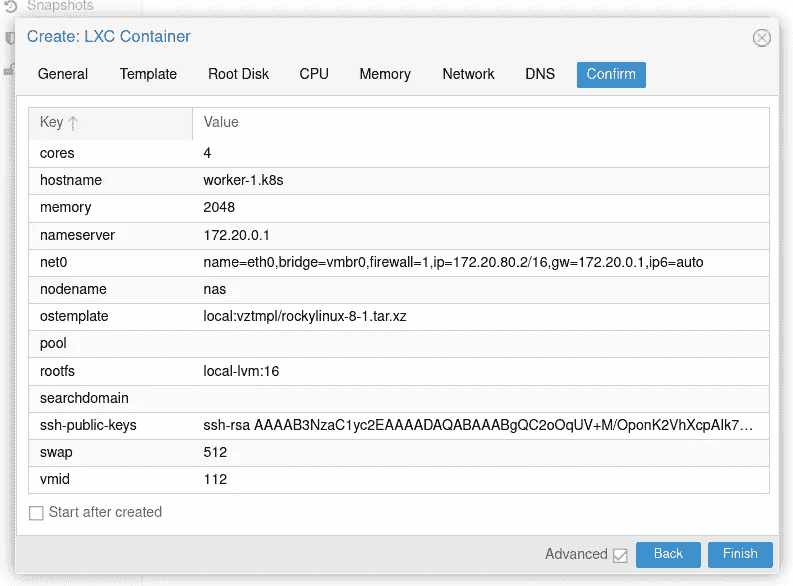 Snapshots
Create: LXC Container
General Template Root Disk CPU Memory Network DNS Confirm
Key Value
cores 4
hostname worker-1.k8s
memory 2048
nameserver 172.20.0.1
net0 name=eth0,bridge=vmbr0,firewall=1,ip=172.20.80.2/16,gw=172.20.0.1,ip6=auto
nodename nas
ostemplate local:vztmpl/rockylinux-8-1.tar.xz
pool
rootfs local-lvm:16
searchdomain
ssh-public-keys ssh-rsa AAAAB3NzaC1yc2EAAAADAQABAAABgQC2oOqUV+M/OponK2VhXcpAlk7…
swap 512
vmid 112
Start after created
Advanced Back Finish